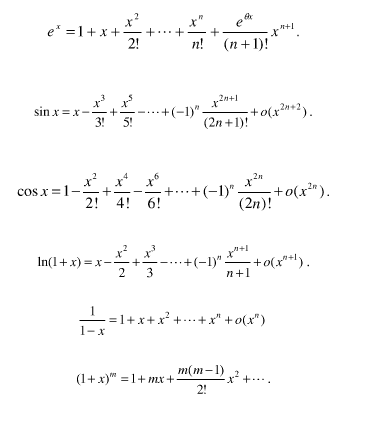 e^x = 1 + x + x^2/2! + ⋯ + x^n/n! + e^{θx}/(n+1)! x^{n+1}.
sin x = x − x^3/3! + x^5/5! − ⋯ + (−1)^n x^{2n+1}/(2n+1)! + o(x^{2n+2}).
cos x = 1 − x^2/2! + x^4/4! − x^6/6! + ⋯ + (−1)^n x^{2n}/(2n)! + o(x^{2n}).
ln(1+x) = x − x^2/2 + x^3/3 − ⋯ + (−1)^n x^{n+1}/n+1 + o(x^{n+1}).
1/1−x = 1 + x + x^2 + ⋯ + x^n + o(x^n)
(1+x)^m = 1 + mx + m(m−1)/2! x^2 + ⋯.